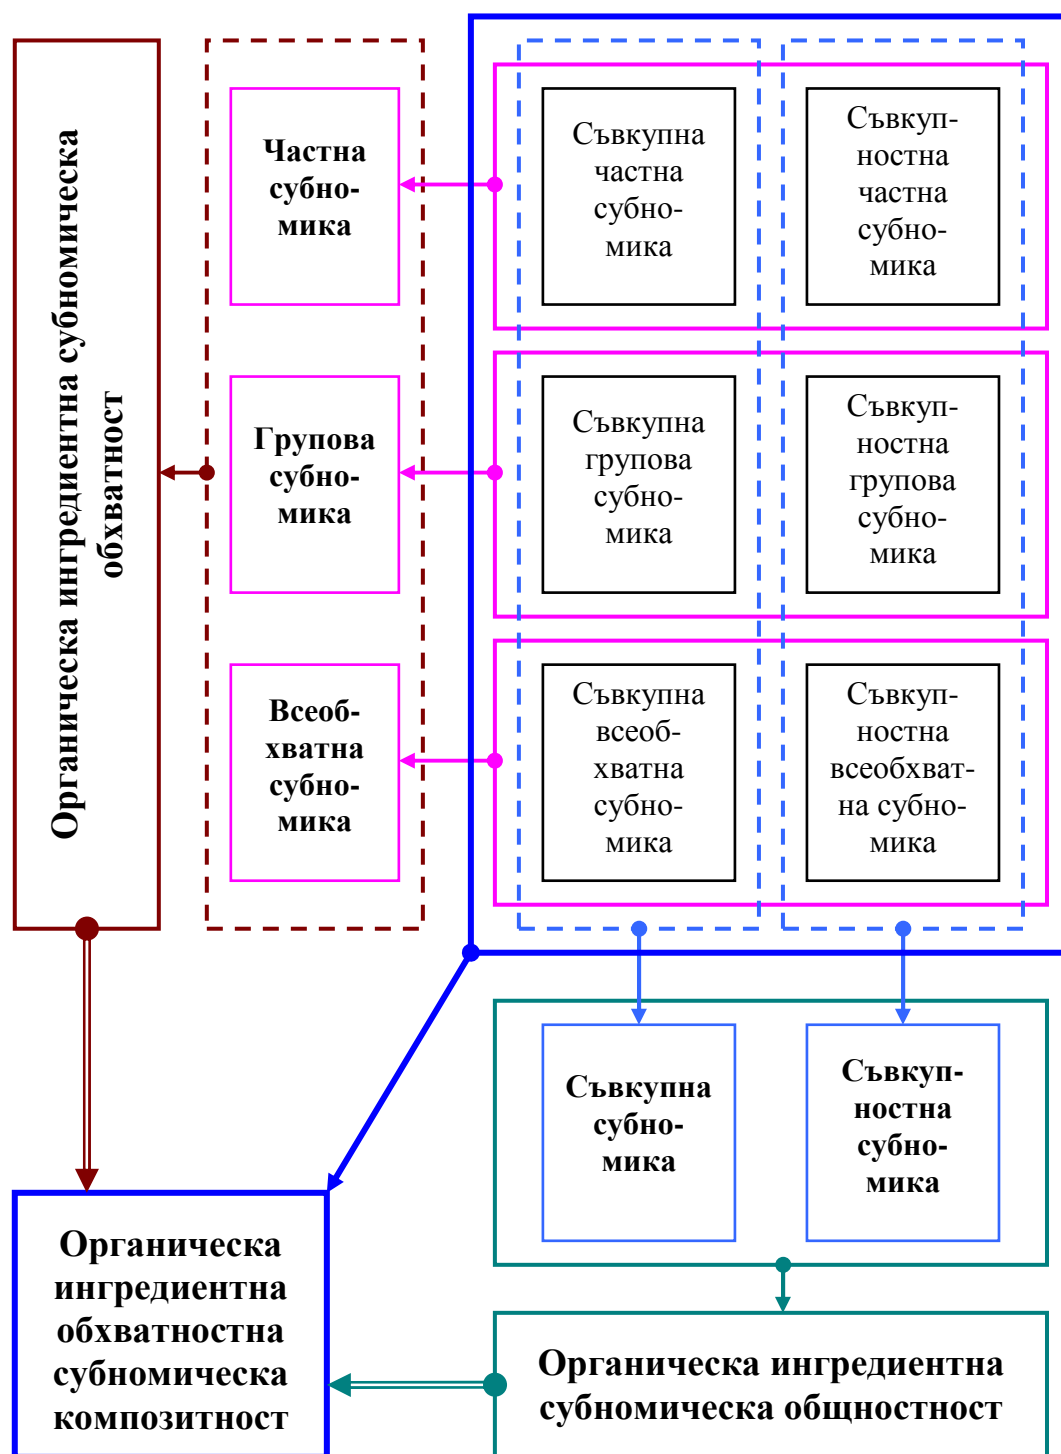 Органическа ингредиентна субномическа
обхватност
Частна
субно-
мика
Съвкупна
частна
субно-
мика
Съвкуп-
ностна
частна
субно-
мика
Групова
субно-
мика
Съвкупна
групова
субно-
мика
Съвкуп-
ностна
групова
субно-
мика
Всеоб-
хватна
субно-
мика
Съвкупна
всеоб-
хватна
субно-
мика
Съвкуп-
ностна
всеобхват-
на субно-
мика
Съвкупна
субно-
мика
Съвкуп-
ностна
субно-
мика
Органическа
ингредиентна
обхватностна
субномическа
композитност
Органическа ингредиентна
субномическа общностност